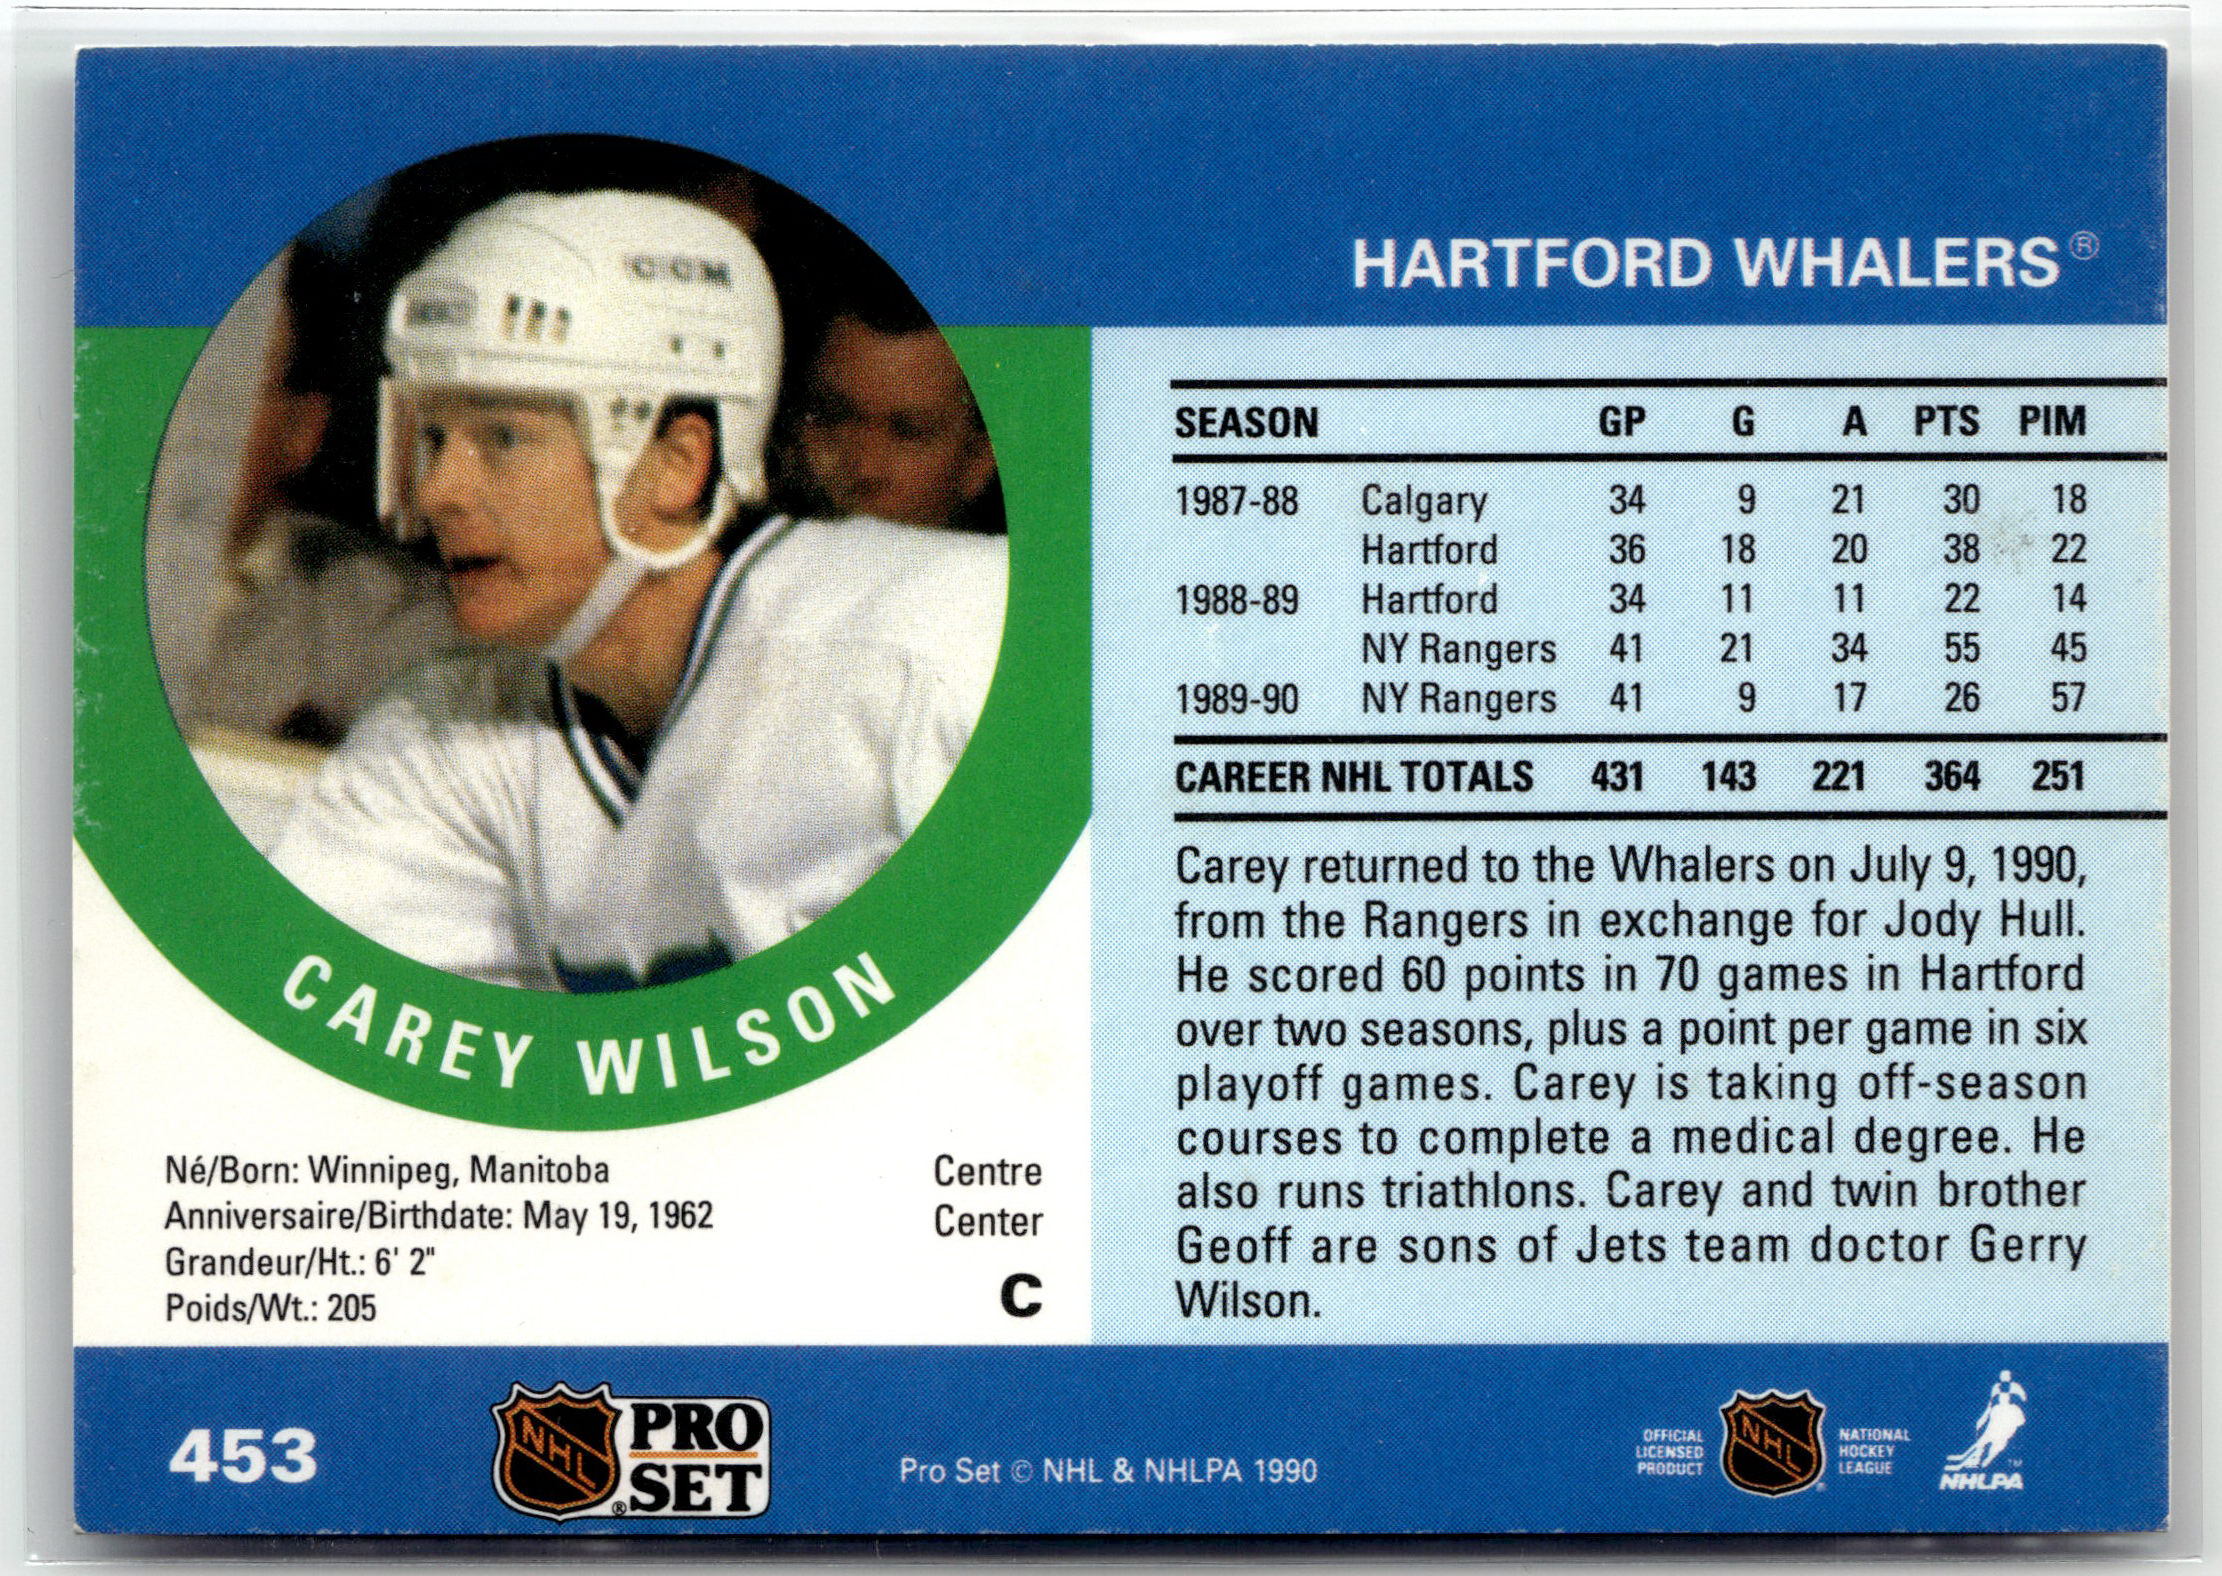 HARTFORD WHALERS®
CCM
SEASON GP G A PTS PIM
1987-88 Calgary 34 9 21 30 18
Hartford 36 18 20 38 22
1988-89 Hartford 34 11 11 22 14
NY Rangers 41 21 34 55 45
1989-90 NY Rangers 41 9 17 26 57
CAREER NHL TOTALS 431 143 221 364 251
Carey returned to the Whalers on July 9, 1990,
from the Rangers in exchange for Jody Hull.
He scored 60 points in 70 games in Hartford
over two seasons, plus a point per game in six
playoff games. Carey is taking off-season
courses to complete a medical degree. He
also runs triathlons. Carey and twin brother
Geoff are sons of Jets team doctor Gerry
Wilson.
CAREY WILSON
Né/Born: Winnipeg, Manitoba
Anniversaire/Birthdate: May 19, 1962
Grandeur/Ht.: 6' 2"
Poids/Wt.: 205
Centre
Center
C
453
NHL
PRO
SET
®
Pro Set © NHL & NHLPA 1990
OFFICIAL
LICENSED
PRODUCT
NHL
®
NATIONAL
HOCKEY
LEAGUE
TM
NHLPA